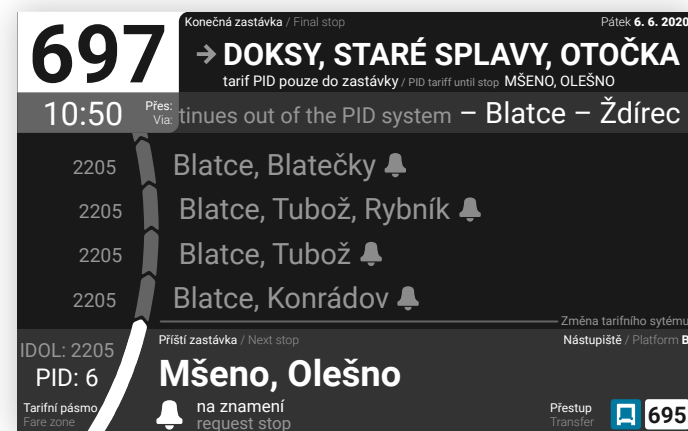 697
Konečná zastávka / Final stop
Pátek 6. 6. 2020
→ DOKSY, STARÉ SPLAVY, OTOČKA
tarif PID pouze do zastávky / PID tariff until stop MŠENO, OLEŠNO
10:50
Přes:
Via:
tinues out of the PID system – Blatce – Ždírec
2205 Blatce, Blatečky
2205 Blatce, Tubož, Rybník
2205 Blatce, Tubož
2205 Blatce, Konrádov
Změna tarifního sytému
IDOL: 2205
PID: 6
Tarifní pásmo
Fare zone
Příští zastávka / Next stop
Nástupiště / Platform B
Mšeno, Olešno
na znamení
request stop
Přestup
Transfer
695